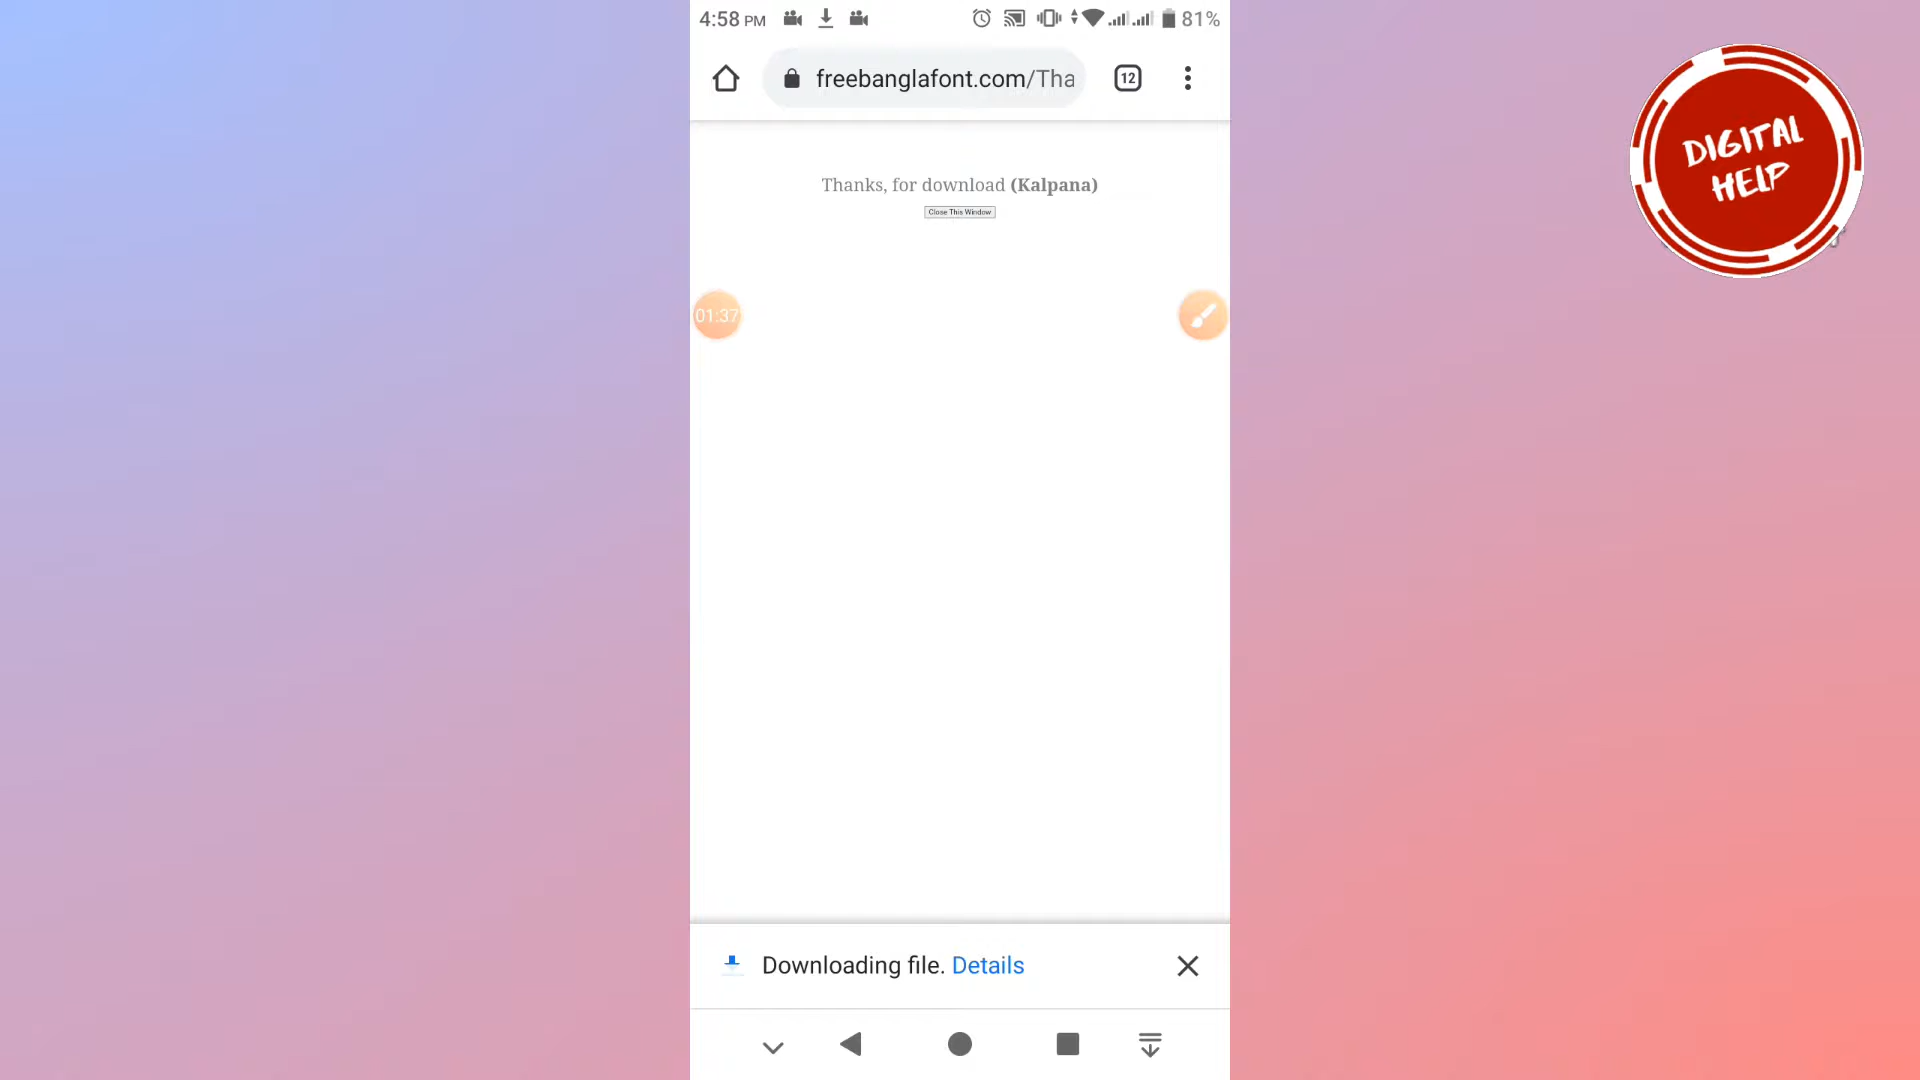 4:58 PM
81%
freebanglafont.com/Tha
12
Thanks, for download (Kalpana)
Close This Window
01:37
Downloading file. Details
DIGITAL
HELP